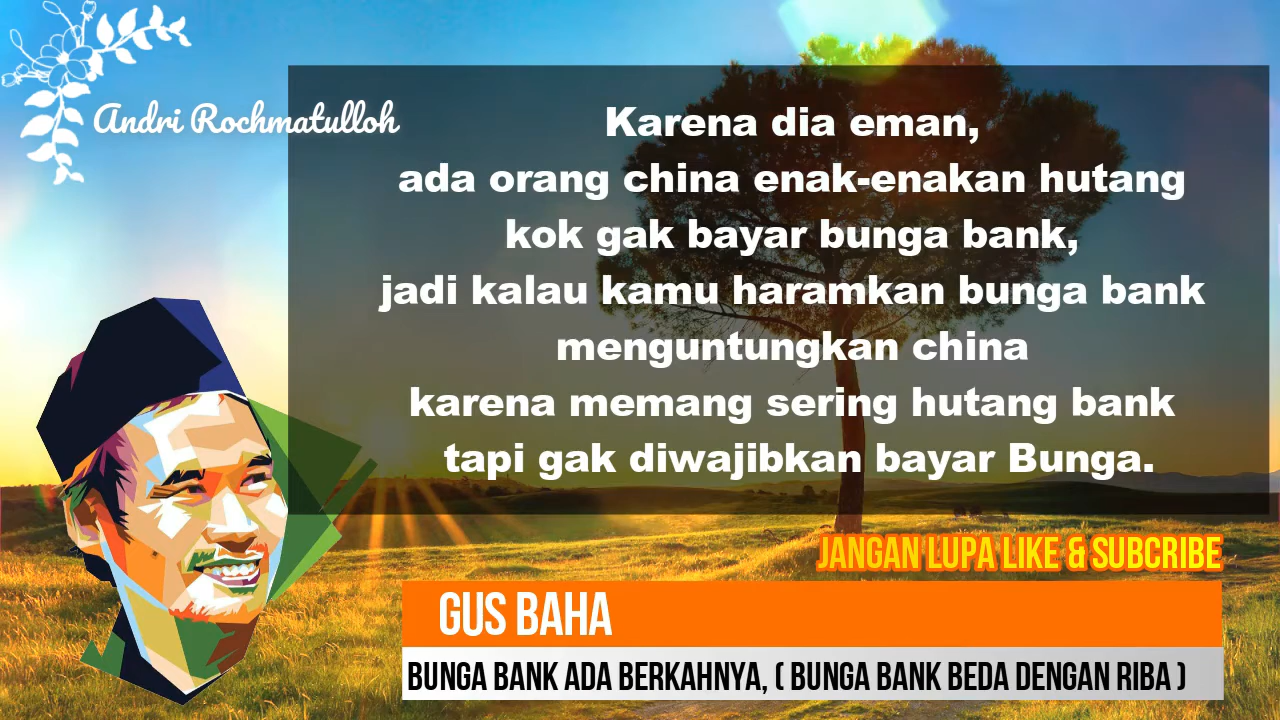 Andri Rochmatulloh
Karena dia eman,
ada orang china enak-enakan hutang
kok gak bayar bunga bank,
jadi kalau kamu haramkan bunga bank
menguntungkan china
karena memang sering hutang bank
tapi gak diwajibkan bayar Bunga.
JANGAN LUPA LIKE & SUBCRIBE
GUS BAHA
BUNGA BANK ADA BERKAHNYA, ( BUNGA BANK BEDA DENGAN RIBA )